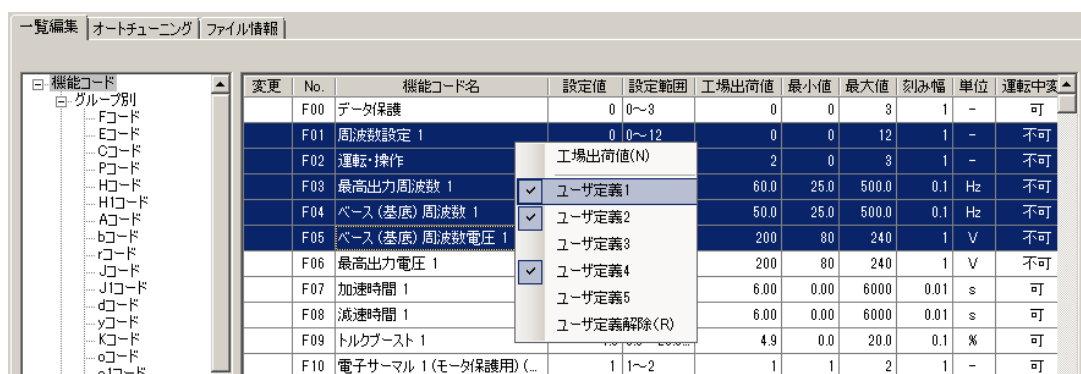 一覧編集 オートチューニング ファイル情報
機能コード
グループ別
Fコード
Eコード
Cコード
Pコード
Hコード
H1コード
Aコード
bコード
rコード
Jコード
J1コード
dコード
yコード
Kコード
oコード
o1コード
変更 No. 機能コード名 設定値 設定範囲 工場出荷値 最小値 最大値 刻み幅 単位 運転中変
F00 データ保護 0 0～3 0 0 3 1 - 可
F01 周波数設定 1 0 0～12 0 0 12 1 - 不可
F02 運転・操作 2 0 3 1 - 不可
F03 最高出力周波数 1 60.0 25.0 500.0 0.1 Hz 不可
F04 ベース(基底)周波数 1 50.0 25.0 500.0 0.1 Hz 不可
F05 ベース(基底)周波数電圧 1 200 80 240 1 V 不可
F06 最高出力電圧 1 200 80 240 1 V 不可
F07 加速時間 1 6.00 0.00 6000 0.01 s 可
F08 減速時間 1 6.00 0.00 6000 0.01 s 可
F09 トルクブースト 1 4.9 0.0 20.0 0.1 % 可
F10 電子サーマル 1(モータ保護用)(... 1 1～2 1 1 2 1 - 可
工場出荷値(N)
ユーザ定義1
ユーザ定義2
ユーザ定義3
ユーザ定義4
ユーザ定義5
ユーザ定義解除(R)